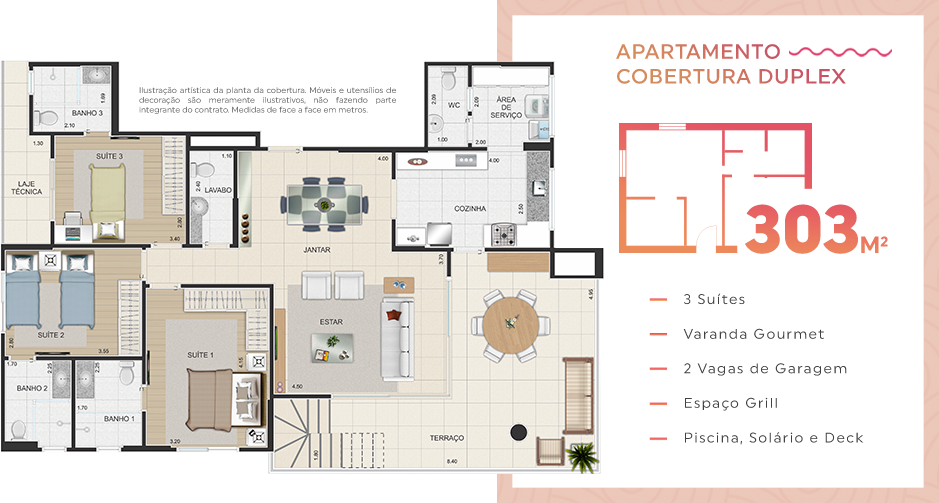 Ilustração artística da planta da cobertura. Móveis e utensílios de
decoração são meramente ilustrativos, não fazendo parte
integrante do contrato. Medidas de face a face em metros.
BANHO 3
1.69
2.10
1.30
SUÍTE 3
LAJE
TÉCNICA
2.80
3.40
1.10
2.40
LAVABO
4.00
JANTAR
2.09
WC
1.00
2.09
ÁREA
DE
SERVIÇO
2.00
4.00
COZINHA
2.50
3.70
4.95
SUÍTE 2
2.80
3.55
1.70
2.25
BANHO 2
2.25
1.70
BANHO 1
SUÍTE 1
4.15
3.20
ESTAR
4.50
TERRAÇO
1.80
8.40
APARTAMENTO
COBERTURA DUPLEX
303M²
3 Suítes
Varanda Gourmet
2 Vagas de Garagem
Espaço Grill
Piscina, Solário e Deck